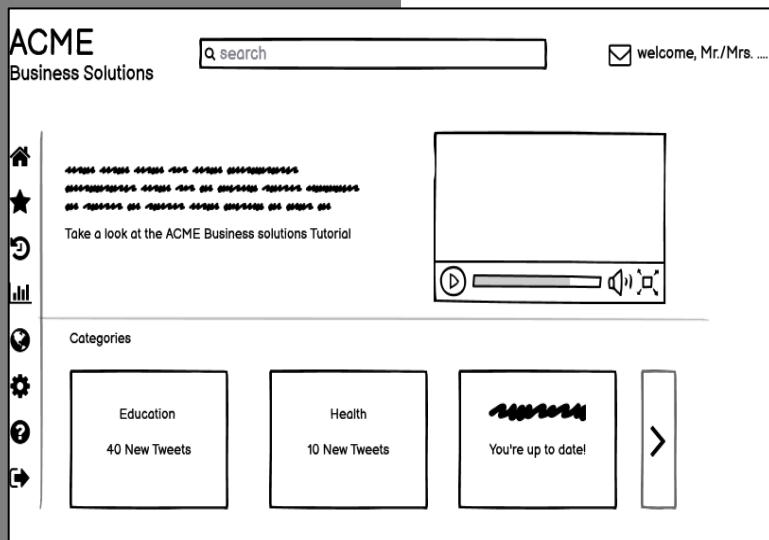 ACME
Business Solutions
search
welcome, Mr./Mrs. ....
Take a look at the ACME Business solutions Tutorial
Categories
Education
40 New Tweets
Health
10 New Tweets
You're up to date!